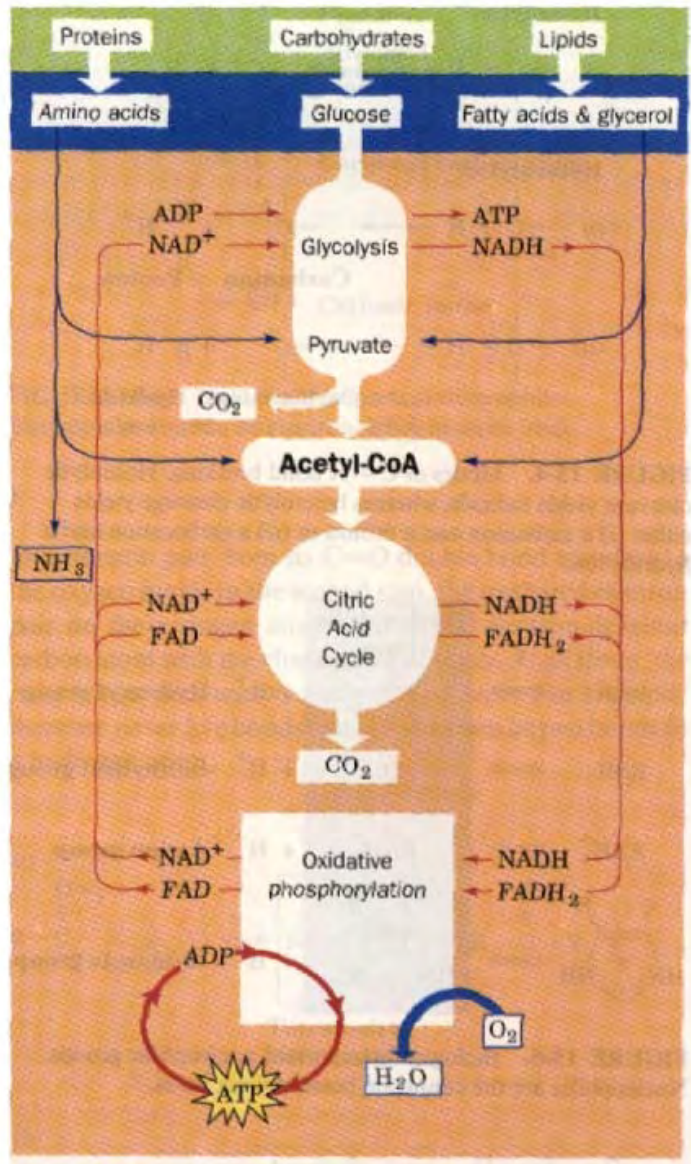 Proteins Carbohydrates Lipids
Amino acids Glucose Fatty acids & glycerol
ADP ATP
NAD⁺ Glycolysis NADH
Pyruvate
CO₂
Acetyl-CoA
NH₃
NAD⁺ Citric NADH
FAD Acid FADH₂
Cycle
CO₂
NAD⁺ Oxidative NADH
FAD phosphorylation FADH₂
ADP
O₂
H₂O
ATP